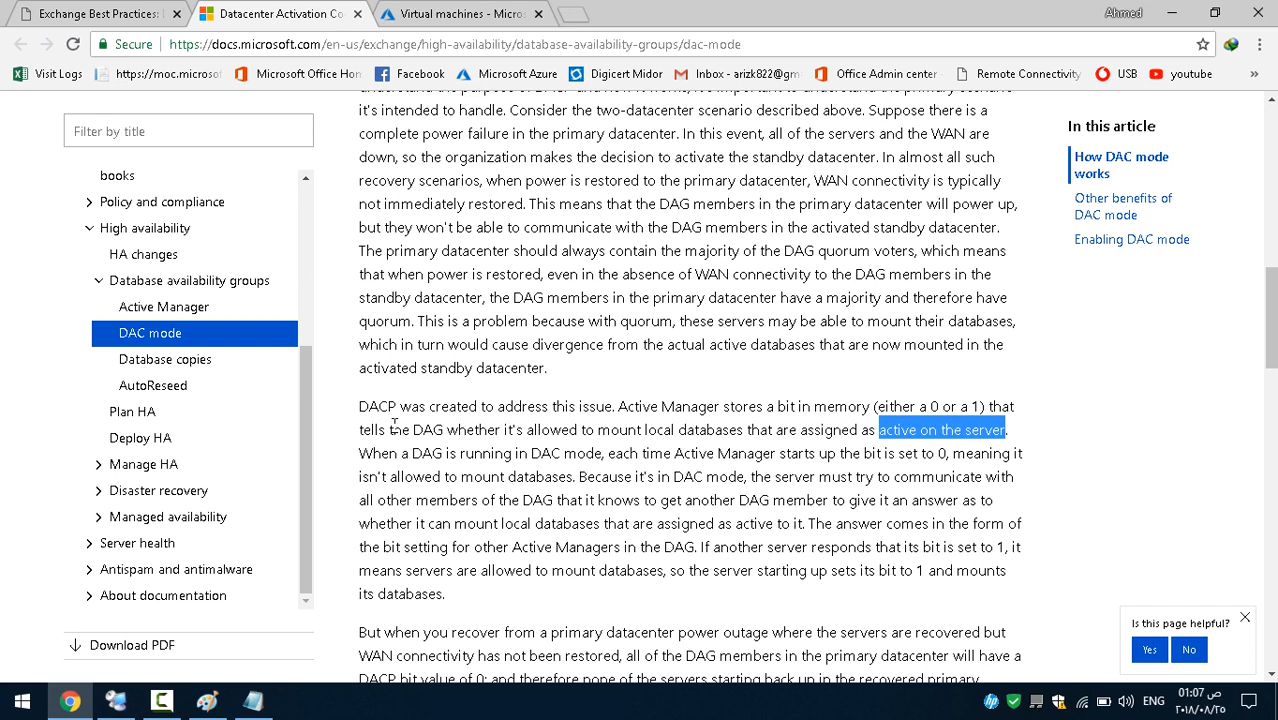 Exchange Best Practices:
Datacenter Activation Co
Virtual machines - Micros
Ahmed
Secure
https://docs.microsoft.com/en-us/exchange/high-availability/database-availability-groups/dac-mode
Visit Logs
https://moc.microsof
Microsoft Office Hom
Facebook
Microsoft Azure
Digicert Midor
Inbox - arizk822@gm
Office Admin center
Remote Connectivity
USB
youtube
»
Filter by title
books
Policy and compliance
High availability
HA changes
Database availability groups
Active Manager
DAC mode
Database copies
AutoReseed
Plan HA
Deploy HA
Manage HA
Disaster recovery
Managed availability
Server health
Antispam and antimalware
About documentation
Download PDF
it's intended to handle. Consider the two-datacenter scenario described above. Suppose there is a
complete power failure in the primary datacenter. In this event, all of the servers and the WAN are
down, so the organization makes the decision to activate the standby datacenter. In almost all such
recovery scenarios, when power is restored to the primary datacenter, WAN connectivity is typically
not immediately restored. This means that the DAG members in the primary datacenter will power up,
but they won't be able to communicate with the DAG members in the activated standby datacenter.
The primary datacenter should always contain the majority of the DAG quorum voters, which means
that when power is restored, even in the absence of WAN connectivity to the DAG members in the
standby datacenter, the DAG members in the primary datacenter have a majority and therefore have
quorum. This is a problem because with quorum, these servers may be able to mount their databases,
which in turn would cause divergence from the actual active databases that are now mounted in the
activated standby datacenter.
DACP was created to address this issue. Active Manager stores a bit in memory (either a 0 or a 1) that
tells the DAG whether it's allowed to mount local databases that are assigned as active on the server.
When a DAG is running in DAC mode, each time Active Manager starts up the bit is set to 0, meaning it
isn't allowed to mount databases. Because it's in DAC mode, the server must try to communicate with
all other members of the DAG that it knows to get another DAG member to give it an answer as to
whether it can mount local databases that are assigned as active to it. The answer comes in the form of
the bit setting for other Active Managers in the DAG. If another server responds that its bit is set to 1, it
means servers are allowed to mount databases, so the server starting up sets its bit to 1 and mounts
its databases.
But when you recover from a primary datacenter power outage where the servers are recovered but
WAN connectivity has not been restored, all of the DAG members in the primary datacenter will have a
DACP bit value of 0; and therefore none of the servers starting back up in the recovered primary
In this article
How DAC mode
works
Other benefits of
DAC mode
Enabling DAC mode
Is this page helpful?
Yes
No
ENG
01:07 ص
٢٠١٨/٠٨/٢٥